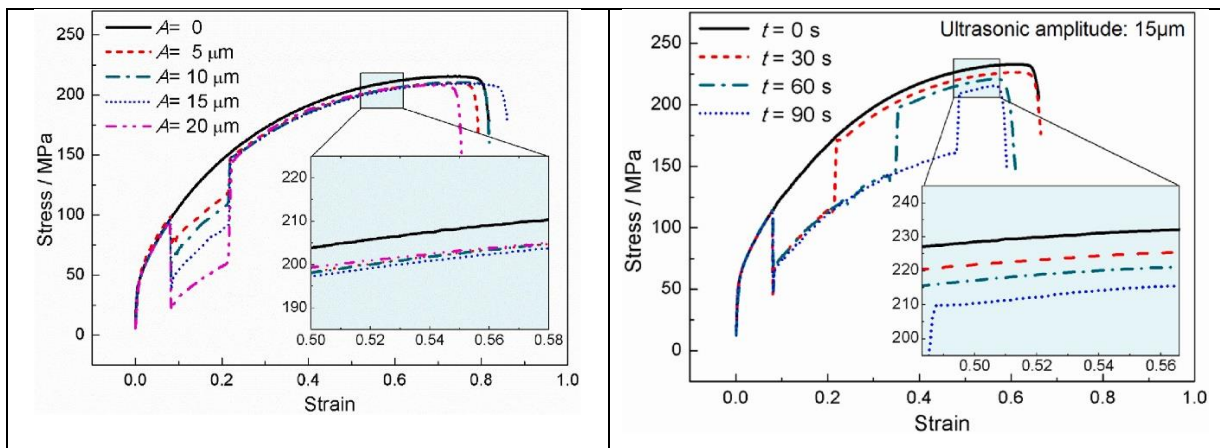 A= 0
A= 5 μm
A= 10 μm
A= 15 μm
A= 20 μm
250
200
150
100
50
0
Stress / MPa
220
210
200
190
0.50 0.52 0.54 0.56 0.58
0.0 0.2 0.4 0.6 0.8 1.0
Strain
t = 0 s
t = 30 s
t = 60 s
t = 90 s
Ultrasonic amplitude: 15μm
250
200
150
100
50
0
Stress / MPa
240
230
220
210
200
0.50 0.52 0.54 0.56
0.0 0.2 0.4 0.6 0.8 1.0
Strain